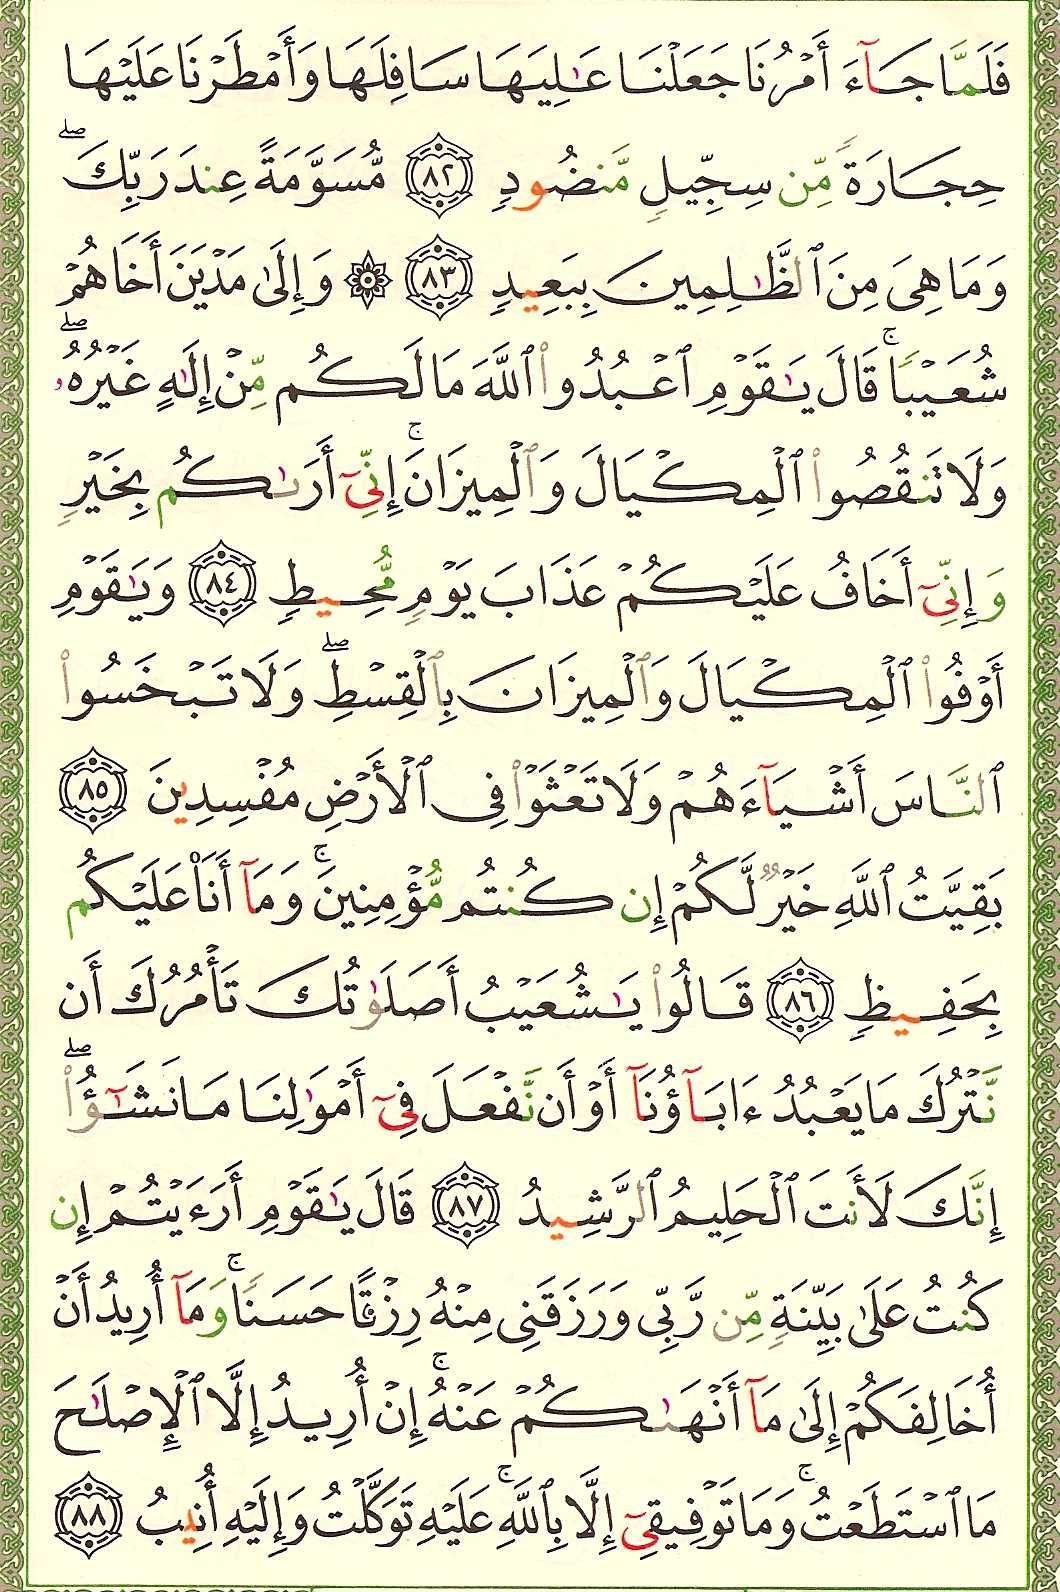 فَلَمَّا جَآءَ أَمْرُنَا جَعَلْنَا عَٰلِيَهَا سَافِلَهَا وَأَمْطَرْنَا عَلَيْهَا
حِجَارَةً مِّن سِجِّيلٍ مَّنضُودٍ ٨٢ مُّسَوَّمَةً عِندَ رَبِّكَ ۖ
وَمَا هِىَ مِنَ ٱلظَّٰلِمِينَ بِبَعِيدٍ ٨٣ ۞ وَإِلَىٰ مَدْيَنَ أَخَاهُمْ
شُعَيْبًا ۚ قَالَ يَٰقَوْمِ ٱعْبُدُوا۟ ٱللَّهَ مَا لَكُم مِّنْ إِلَٰهٍ غَيْرُهُۥ ۖ
وَلَا تَنقُصُوا۟ ٱلْمِكْيَالَ وَٱلْمِيزَانَ ۚ إِنِّىٓ أَرَىٰكُم بِخَيْرٍ
وَإِنِّىٓ أَخَافُ عَلَيْكُمْ عَذَابَ يَوْمٍ مُّحِيطٍ ٨٤ وَيَٰقَوْمِ
أَوْفُوا۟ ٱلْمِكْيَالَ وَٱلْمِيزَانَ بِٱلْقِسْطِ ۖ وَلَا تَبْخَسُوا۟
ٱلنَّاسَ أَشْيَآءَهُمْ وَلَا تَعْثَوْا۟ فِى ٱلْأَرْضِ مُفْسِدِينَ ٨٥
بَقِيَّتُ ٱللَّهِ خَيْرٌ لَّكُمْ إِن كُنتُم مُّؤْمِنِينَ ۚ وَمَآ أَنَا۠ عَلَيْكُم
بِحَفِيظٍ ٨٦ قَالُوا۟ يَٰشُعَيْبُ أَصَلَوٰتُكَ تَأْمُرُكَ أَن
نَّتْرُكَ مَا يَعْبُدُ ءَابَآؤُنَآ أَوْ أَن نَّفْعَلَ فِىٓ أَمْوَٰلِنَا مَا نَشَٰٓؤُا۟ ۖ
إِنَّكَ لَأَنتَ ٱلْحَلِيمُ ٱلرَّشِيدُ ٨٧ قَالَ يَٰقَوْمِ أَرَءَيْتُمْ إِن
كُنتُ عَلَىٰ بَيِّنَةٍ مِّن رَّبِّى وَرَزَقَنِى مِنْهُ رِزْقًا حَسَنًا ۚ وَمَآ أُرِيدُ أَنْ
أُخَالِفَكُمْ إِلَىٰ مَآ أَنْهَىٰكُمْ عَنْهُ ۚ إِنْ أُرِيدُ إِلَّا ٱلْإِصْلَٰحَ
مَا ٱسْتَطَعْتُ ۚ وَمَا تَوْفِيقِىٓ إِلَّا بِٱللَّهِ ۚ عَلَيْهِ تَوَكَّلْتُ وَإِلَيْهِ أُنِيبُ ٨٨